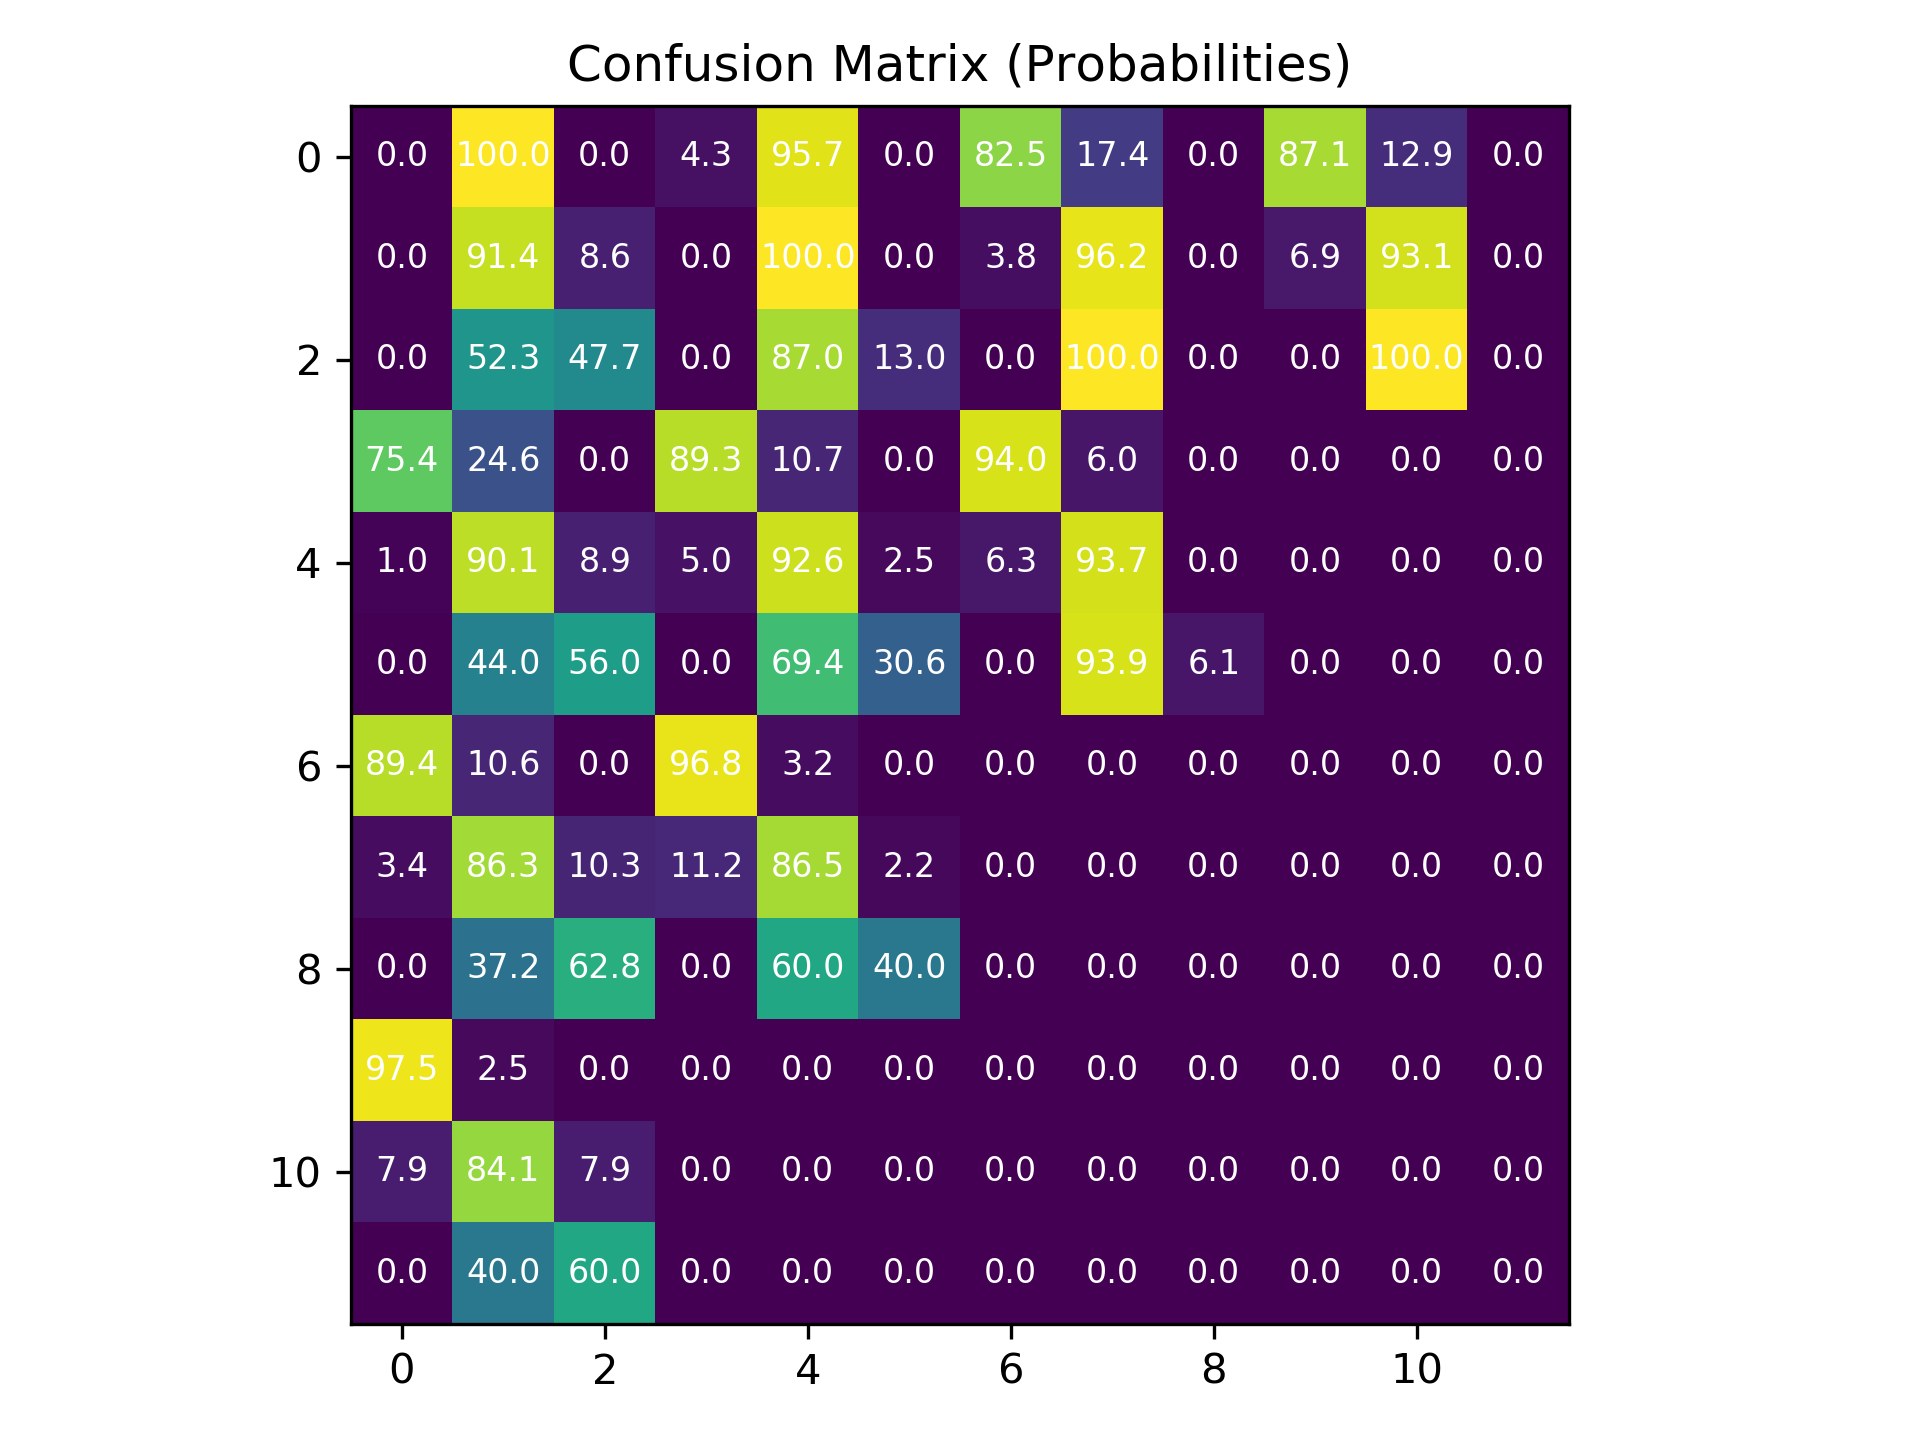 Confusion Matrix (Probabilities)
0 0.0 100.0 0.0 4.3 95.7 0.0 82.5 17.4 0.0 87.1 12.9 0.0
0.0 91.4 8.6 0.0 100.0 0.0 3.8 96.2 0.0 6.9 93.1 0.0
2 0.0 52.3 47.7 0.0 87.0 13.0 0.0 100.0 0.0 0.0 100.0 0.0
75.4 24.6 0.0 89.3 10.7 0.0 94.0 6.0 0.0 0.0 0.0 0.0
4 1.0 90.1 8.9 5.0 92.6 2.5 6.3 93.7 0.0 0.0 0.0 0.0
0.0 44.0 56.0 0.0 69.4 30.6 0.0 93.9 6.1 0.0 0.0 0.0
6 89.4 10.6 0.0 96.8 3.2 0.0 0.0 0.0 0.0 0.0 0.0 0.0
3.4 86.3 10.3 11.2 86.5 2.2 0.0 0.0 0.0 0.0 0.0 0.0
8 0.0 37.2 62.8 0.0 60.0 40.0 0.0 0.0 0.0 0.0 0.0 0.0
97.5 2.5 0.0 0.0 0.0 0.0 0.0 0.0 0.0 0.0 0.0 0.0
10 7.9 84.1 7.9 0.0 0.0 0.0 0.0 0.0 0.0 0.0 0.0 0.0
0.0 40.0 60.0 0.0 0.0 0.0 0.0 0.0 0.0 0.0 0.0 0.0
0 2 4 6 8 10